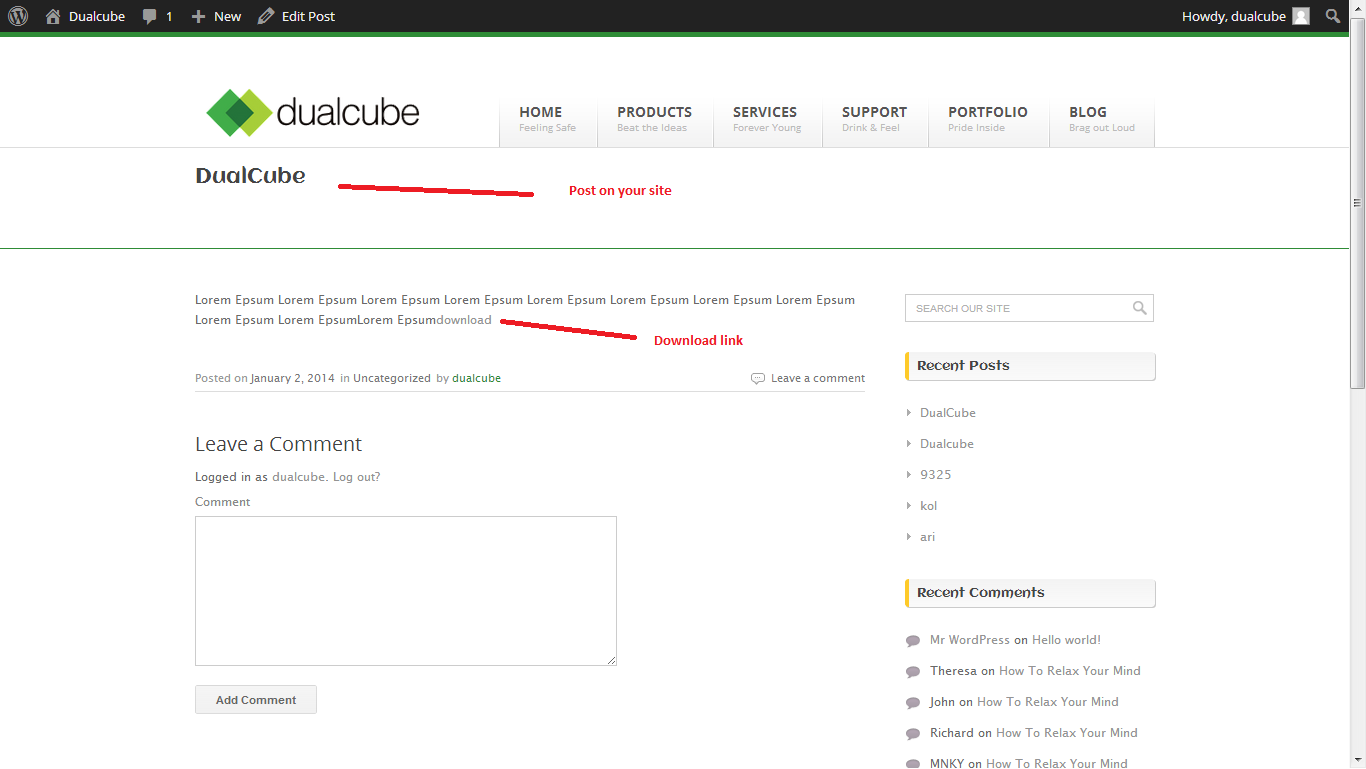 Dualcube 1 New Edit Post Howdy, dualcube
dualcube
HOME PRODUCTS SERVICES SUPPORT PORTFOLIO BLOG
Feeling Safe Beat the Ideas Forever Young Drink & Feel Pride Inside Brag out Loud
DualCube
Post on your site
Lorem Epsum Lorem Epsum Lorem Epsum Lorem Epsum Lorem Epsum Lorem Epsum Lorem Epsum Lorem Epsum
Lorem Epsum Lorem EpsumLorem Epsumdownload
Download link
Posted on January 2, 2014 in Uncategorized by dualcube Leave a comment
Leave a Comment
Logged in as dualcube. Log out?
Comment
Add Comment
SEARCH OUR SITE
Recent Posts
DualCube
Dualcube
9325
kol
ari
Recent Comments
Mr WordPress on Hello world!
Theresa on How To Relax Your Mind
John on How To Relax Your Mind
Richard on How To Relax Your Mind
MNKY on How To Relax Your Mind